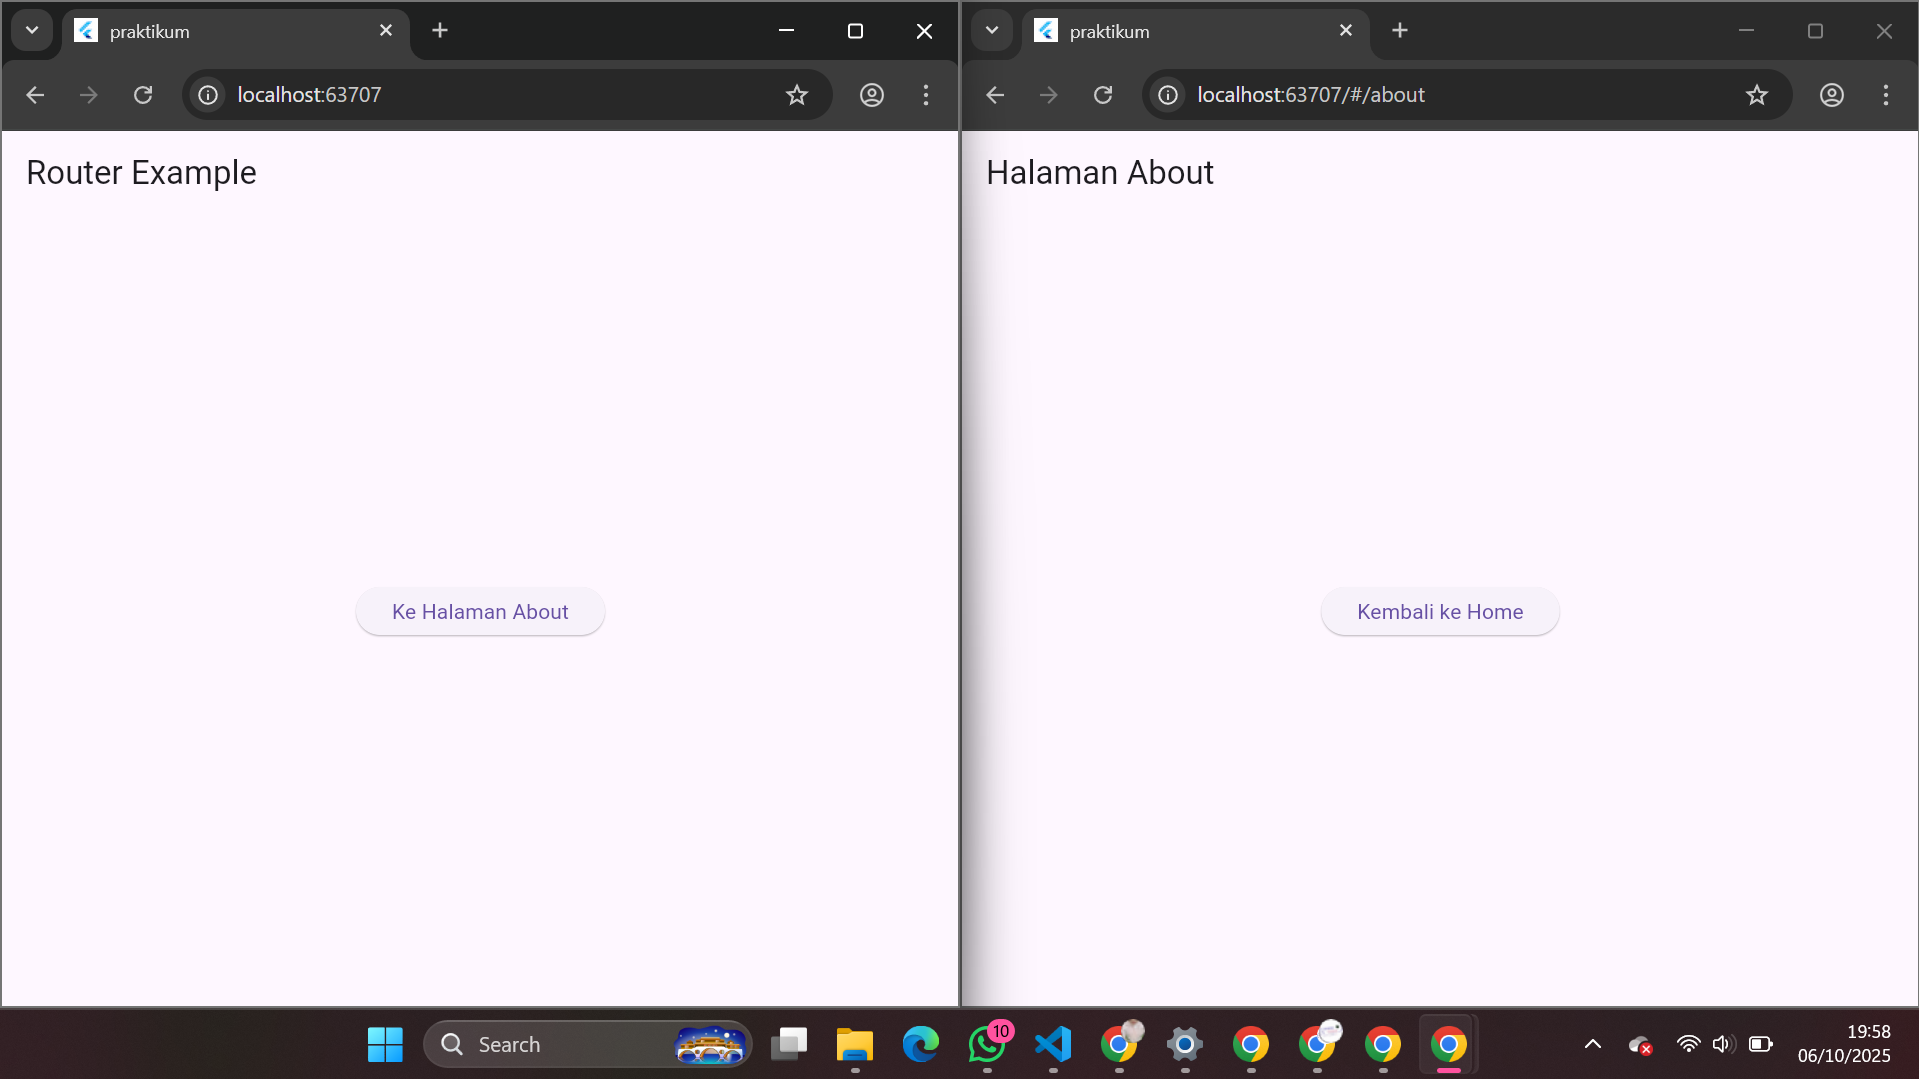 praktikum
localhost:63707
Router Example
Ke Halaman About
praktikum
localhost:63707/#/about
Halaman About
Kembali ke Home
Search
10
19:58
06/10/2025